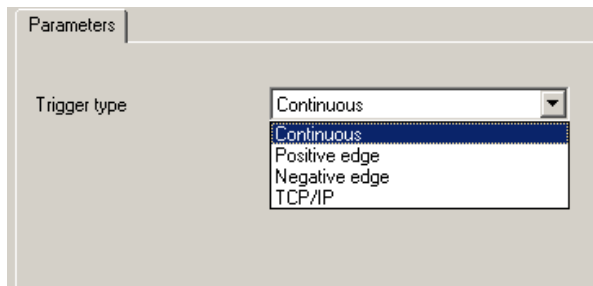 Parameters
Trigger type Continuous
Continuous
Positive edge
Negative edge
TCP/IP